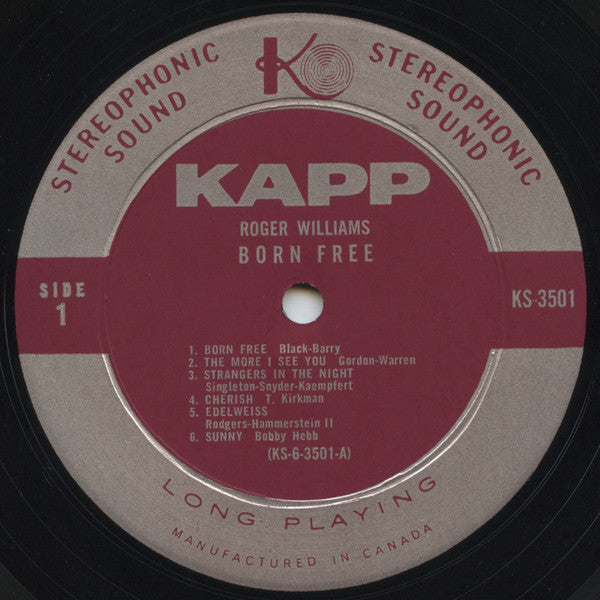 STEREOPHONIC
SOUND
K
STEREOPHONIC
SOUND
KAPP
ROGER WILLIAMS
BORN FREE
SIDE
1
KS-3501
1. BORN FREE Black-Barry
2. THE MORE I SEE YOU Gordon-Warren
3. STRANGERS IN THE NIGHT
Singleton-Snyder-Kaempfert
4. CHERISH T. Kirkman
5. EDELWEISS
Rodgers-Hammerstein II
6. SUNNY Bobby Hebb
(KS-6-3501-A)
LONG PLAYING
MANUFACTURED IN CANADA